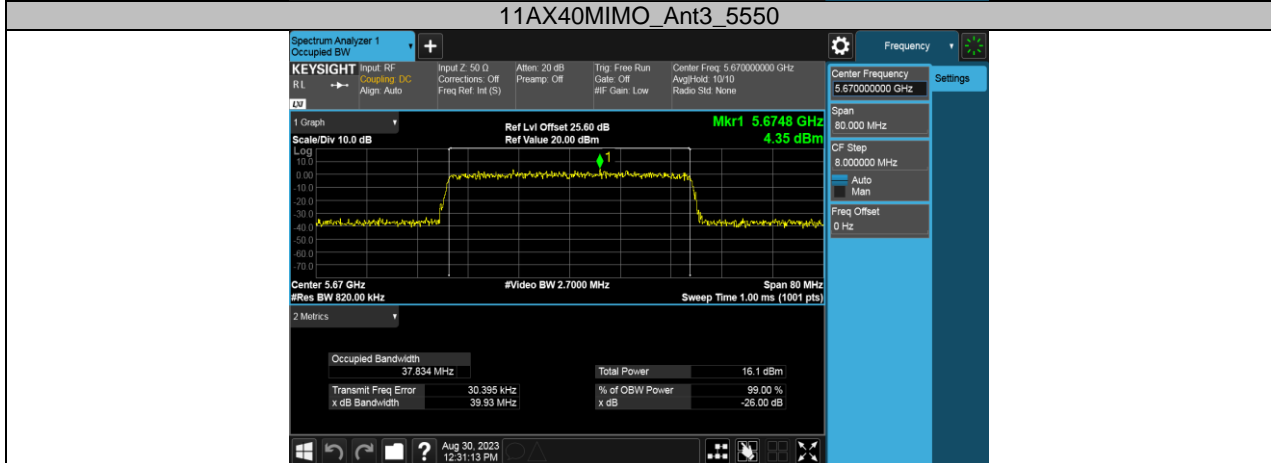 11AX40MIMO_Ant3_5550
Spectrum Analyzer 1
Occupied BW
+
Frequency
KEYSIGHT
RL
LXI
Input: RF
Coupling: DC
Align: Auto
Input Z: 50 Ω
Corrections: Off
Freq Ref: Int (S)
Atten: 20 dB
Preamp: Off
Trig: Free Run
Gate: Off
#IF Gain: Low
Center Freq: 5.670000000 GHz
Avg|Hold: 10/10
Radio Std: None
Center Frequency
5.670000000 GHz
Settings
Span
80.000 MHz
CF Step
8.000000 MHz
Auto
Man
Freq Offset
0 Hz
1 Graph
Scale/Div 10.0 dB
Ref Lvl Offset 25.60 dB
Ref Value 20.00 dBm
Mkr1 5.6748 GHz
4.35 dBm
Log
10.0
0.00
-10.0
-20.0
-30.0
-40.0
-50.0
-60.0
-70.0
1
Center 5.67 GHz
#Video BW 2.7000 MHz
Span 80 MHz
#Res BW 820.00 kHz
Sweep Time 1.00 ms (1001 pts)
2 Metrics
Occupied Bandwidth
37.834 MHz
Total Power 16.1 dBm
Transmit Freq Error 30.395 kHz
% of OBW Power 99.00 %
x dB Bandwidth 39.93 MHz
x dB -26.00 dB
?
Aug 30, 2023
12:31:13 PM